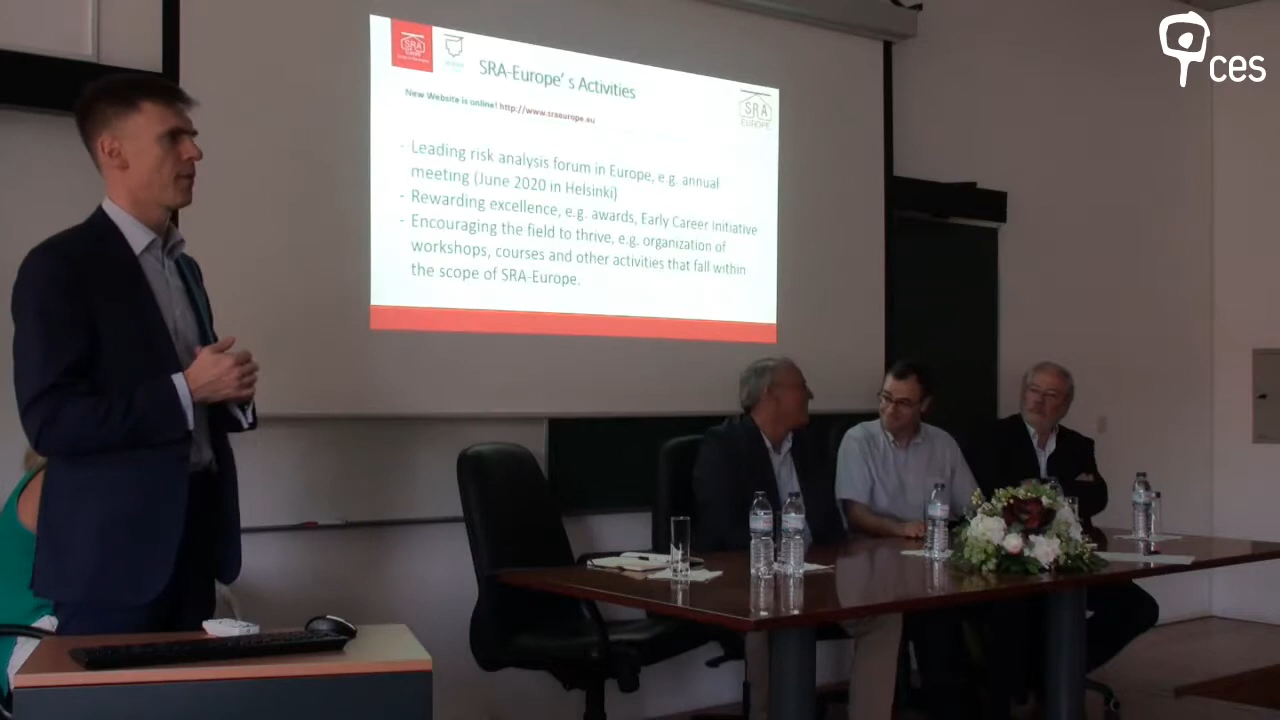 ces
SRA
EUROPE
SRA-Europe's Activities
New Website is online! http://www.sraeurope.eu
SRA
EUROPE
- Leading risk analysis forum in Europe, e.g. annual
meeting (June 2020 in Helsinki)
- Rewarding excellence, e.g. awards, Early Career Initiative
- Encouraging the field to thrive, e.g. organization of
workshops, courses and other activities that fall within
the scope of SRA-Europe.